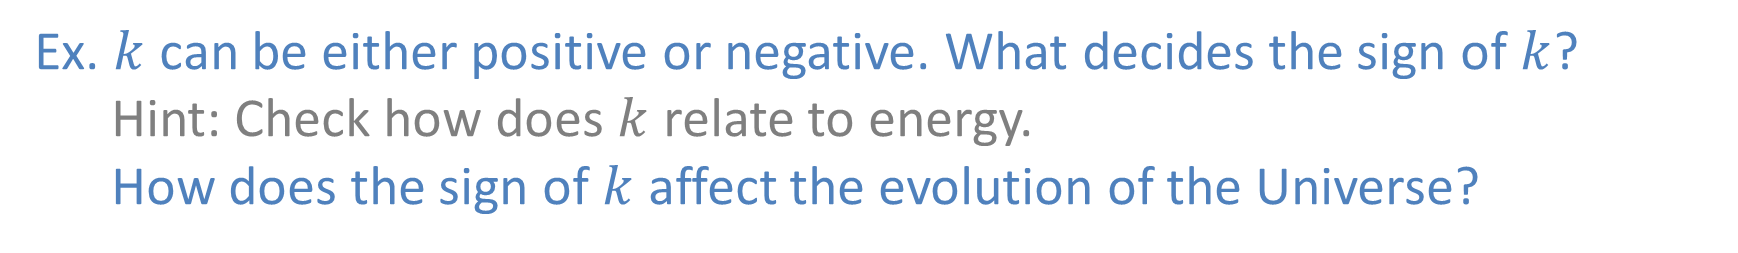 Ex. k can be either positive or negative. What decides the sign of k?
Hint: Check how does k relate to energy.
How does the sign of k affect the evolution of the Universe?